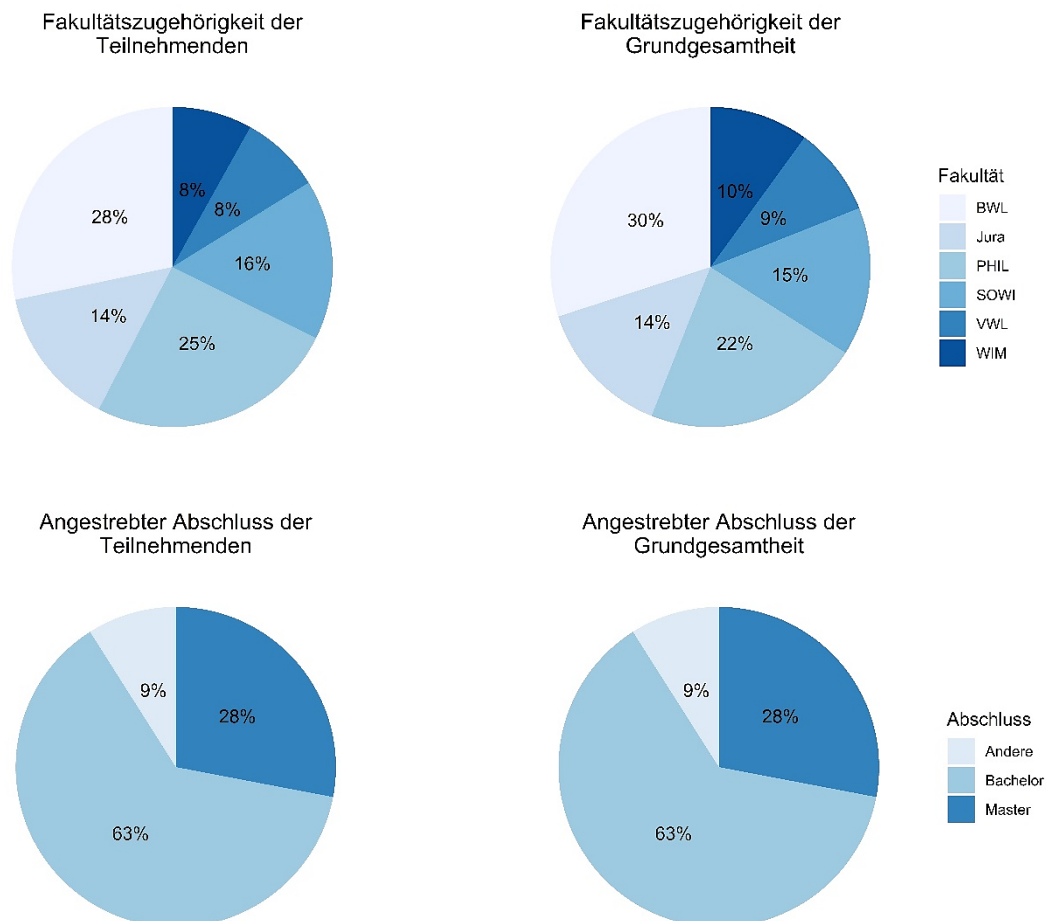 Fakultätszugehörigkeit der
Teilnehmenden
Fakultätszugehörigkeit der
Grundgesamtheit
8%
8%
28%
16%
14%
25%
10%
9%
30%
15%
14%
22%
Fakultät
BWL
Jura
PHIL
SOWI
VWL
WIM
Angestrebter Abschluss der
Teilnehmenden
Angestrebter Abschluss der
Grundgesamtheit
9%
28%
63%
9%
28%
63%
Abschluss
Andere
Bachelor
Master